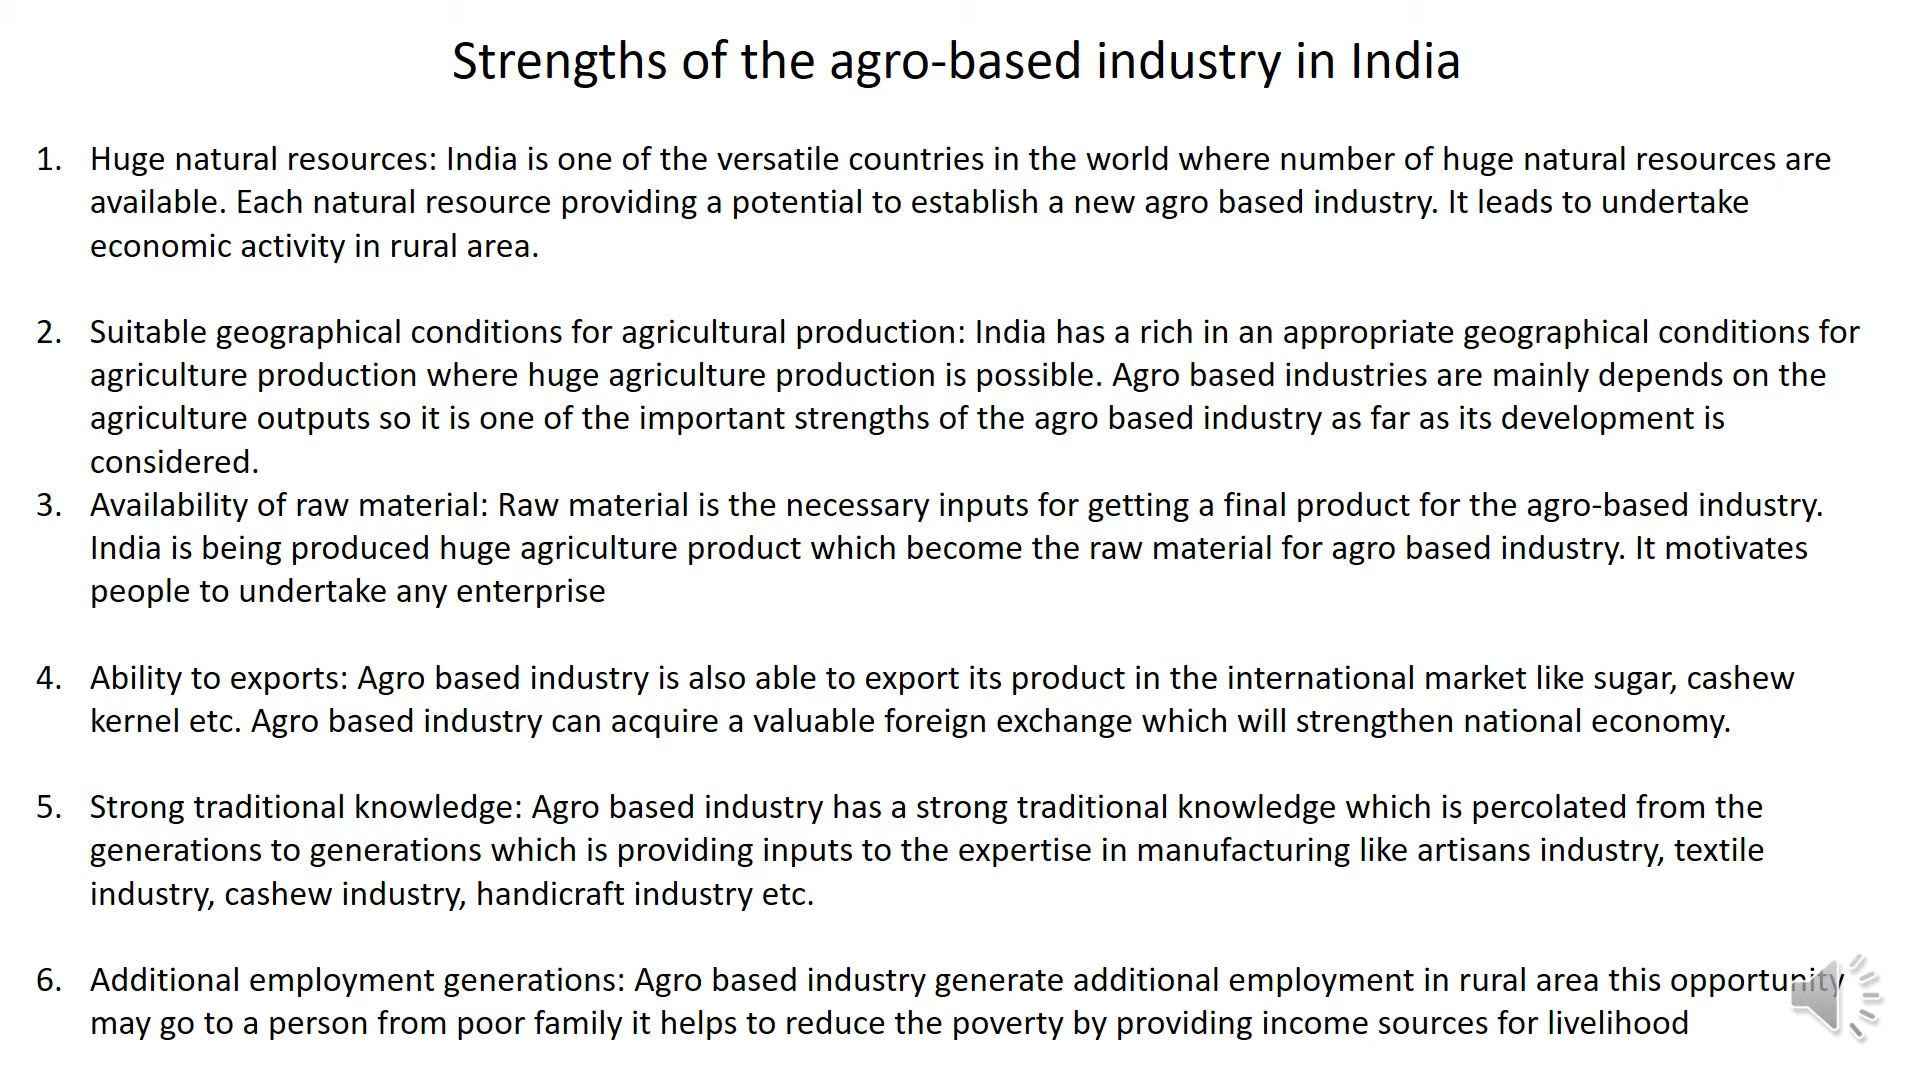 Strengths of the agro-based industry in India
1. Huge natural resources: India is one of the versatile countries in the world where number of huge natural resources are
available. Each natural resource providing a potential to establish a new agro based industry. It leads to undertake
economic activity in rural area.
2. Suitable geographical conditions for agricultural production: India has a rich in an appropriate geographical conditions for
agriculture production where huge agriculture production is possible. Agro based industries are mainly depends on the
agriculture outputs so it is one of the important strengths of the agro based industry as far as its development is
considered.
3. Availability of raw material: Raw material is the necessary inputs for getting a final product for the agro-based industry.
India is being produced huge agriculture product which become the raw material for agro based industry. It motivates
people to undertake any enterprise
4. Ability to exports: Agro based industry is also able to export its product in the international market like sugar, cashew
kernel etc. Agro based industry can acquire a valuable foreign exchange which will strengthen national economy.
5. Strong traditional knowledge: Agro based industry has a strong traditional knowledge which is percolated from the
generations to generations which is providing inputs to the expertise in manufacturing like artisans industry, textile
industry, cashew industry, handicraft industry etc.
6. Additional employment generations: Agro based industry generate additional employment in rural area this opportunity
may go to a person from poor family it helps to reduce the poverty by providing income sources for livelihood